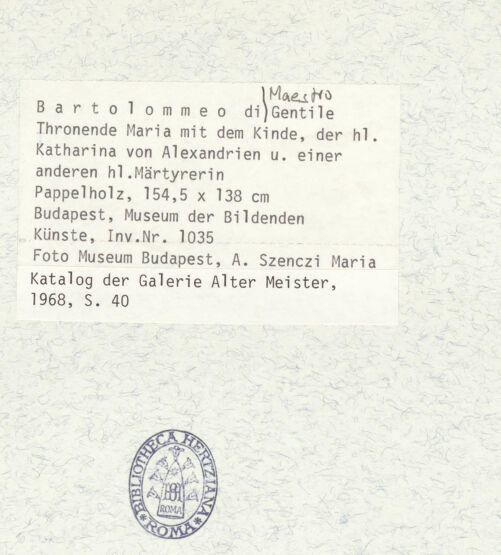 Maestro
Bartolommeo di) Gentile
Thronende Maria mit dem Kinde, der hl.
Katharina von Alexandrien u. einer
anderen hl.Märtyrerin
Pappelholz, 154,5 x 138 cm
Budapest, Museum der Bildenden
Künste, Inv.Nr. 1035
Foto Museum Budapest, A. Szenczi Maria
Katalog der Galerie Alter Meister,
1968, S. 40
BIBLIOTHECA HERTZIANA
ROMA
* ROMA *